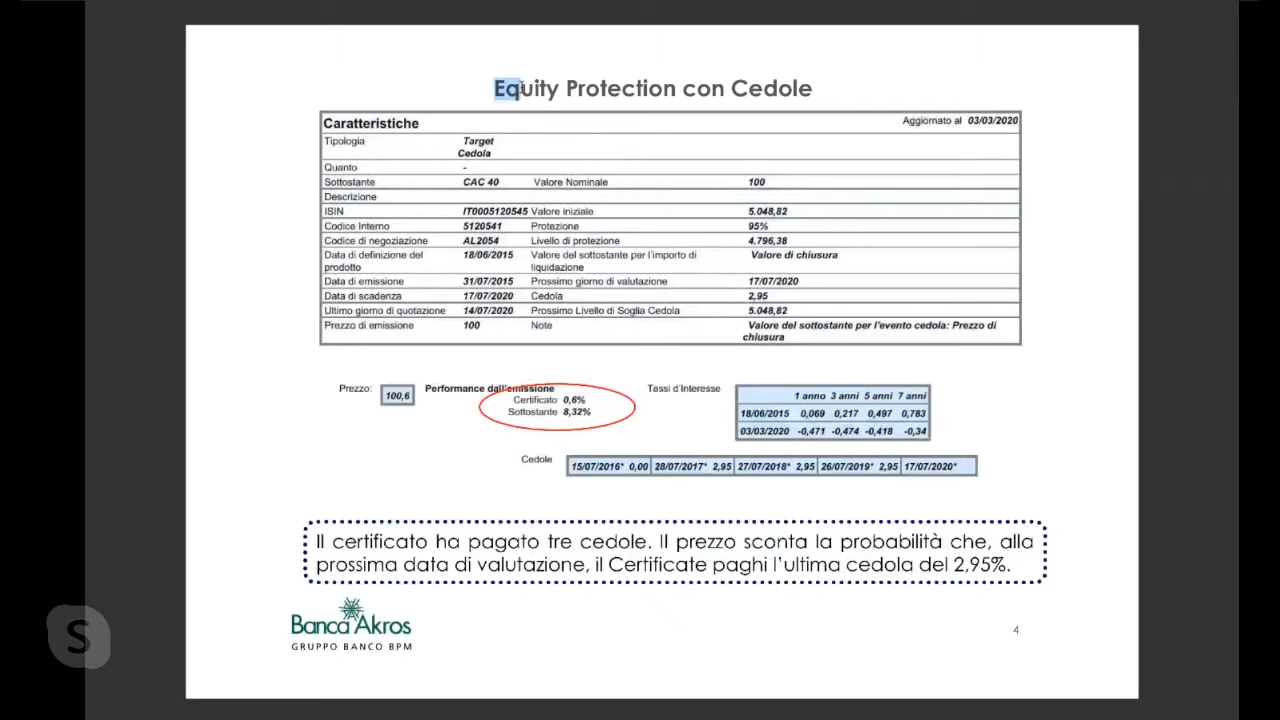 Equity Protection con Cedole
Caratteristiche Aggiornato al 03/03/2020
Tipologia Target
Cedola
Quanto -
Sottostante CAC 40 Valore Nominale 100
Descrizione
ISIN IT0005120545 Valore iniziale 5.048,82
Codice Interno 5120541 Protezione 95%
Codice di negoziazione AL2054 Livello di protezione 4.796,38
Data di definizione del 18/06/2015 Valore del sottostante per l'importo di Valore di chiusura
prodotto liquidazione
Data di emissione 31/07/2015 Prossimo giorno di valutazione 17/07/2020
Data di scadenza 17/07/2020 Cedola 2,95
Ultimo giorno di quotazione 14/07/2020 Prossimo Livello di Soglia Cedola 5.048,82
Prezzo di emissione 100 Note Valore del sottostante per l'evento cedola: Prezzo di
chiusura
Prezzo: 100,6 Performance dall'emissione Tassi d'Interesse
Certificato 0,6%
Sottostante 8,32%
1 anno 3 anni 5 anni 7 anni
18/06/2015 0,069 0,217 0,497 0,783
03/03/2020 -0,471 -0,474 -0,418 -0,34
Cedole 15/07/2016* 0,00 28/07/2017* 2,95 27/07/2018* 2,95 26/07/2019* 2,95 17/07/2020*
Il certificato ha pagato tre cedole. Il prezzo sconta la probabilità che, alla
prossima data di valutazione, il Certificate paghi l'ultima cedola del 2,95%.
Banca Akros
GRUPPO BANCO BPM
4
S